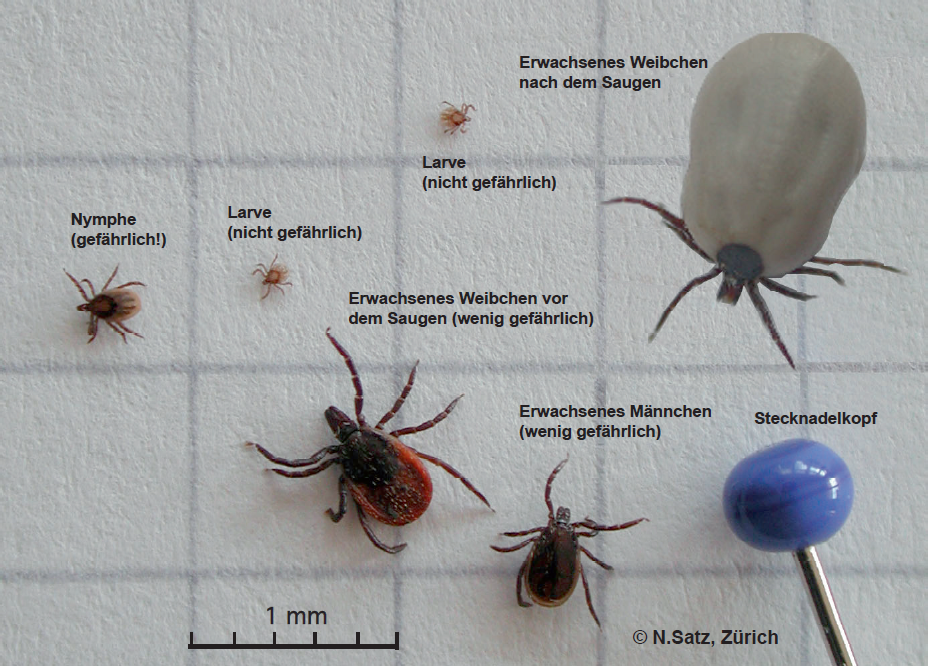 Erwachsenes Weibchen
nach dem Saugen
Larve
(nicht gefährlich)
Nymphe
(gefährlich!)
Larve
(nicht gefährlich)
Erwachsenes Weibchen vor
dem Saugen (wenig gefährlich)
Erwachsenes Männchen
(wenig gefährlich)
Stecknadelkopf
1 mm
© N.Satz, Zürich